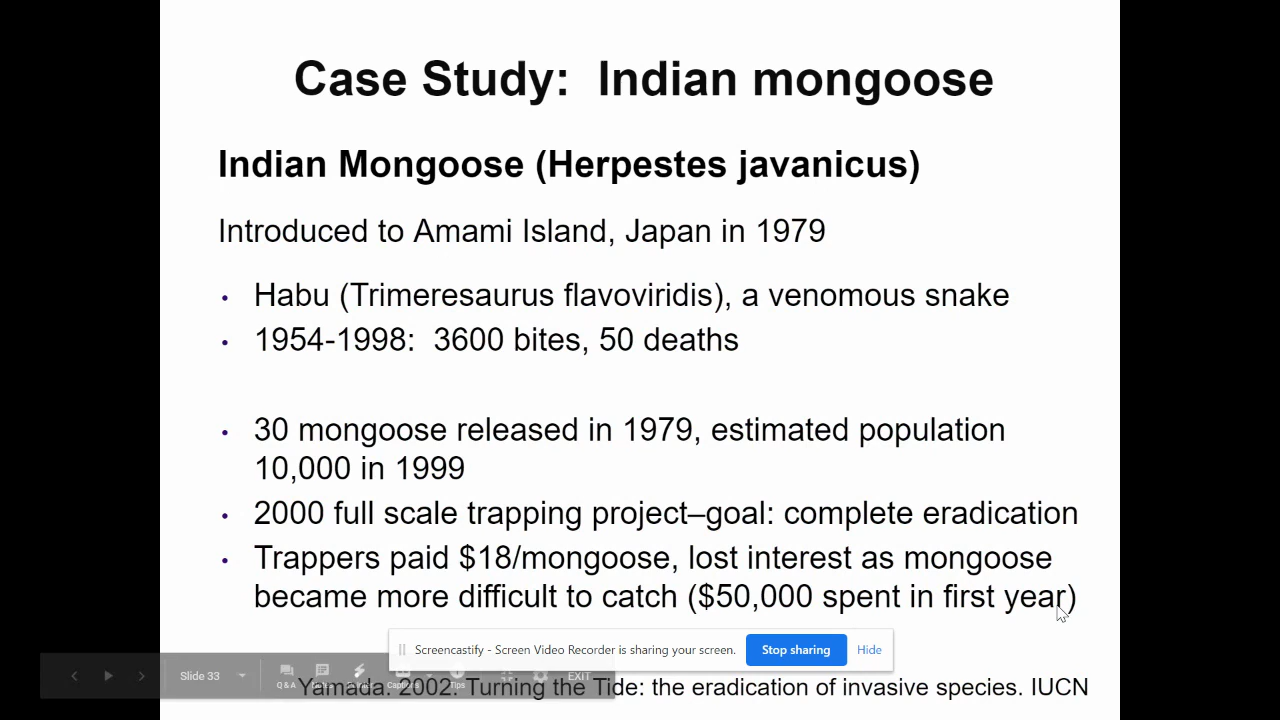 Case Study:  Indian mongoose
Indian Mongoose (Herpestes javanicus)
Introduced to Amami Island, Japan in 1979
• Habu (Trimeresaurus flavoviridis), a venomous snake
• 1954-1998:  3600 bites, 50 deaths
• 30 mongoose released in 1979, estimated population
10,000 in 1999
• 2000 full scale trapping project–goal: complete eradication
• Trappers paid $18/mongoose, lost interest as mongoose
became more difficult to catch ($50,000 spent in first year)
Screencastify - Screen Video Recorder is sharing your screen. Stop sharing Hide
Slide 33 Q&A Captions Tips EXIT
Yamada. 2002. Turning the Tide: the eradication of invasive species. IUCN